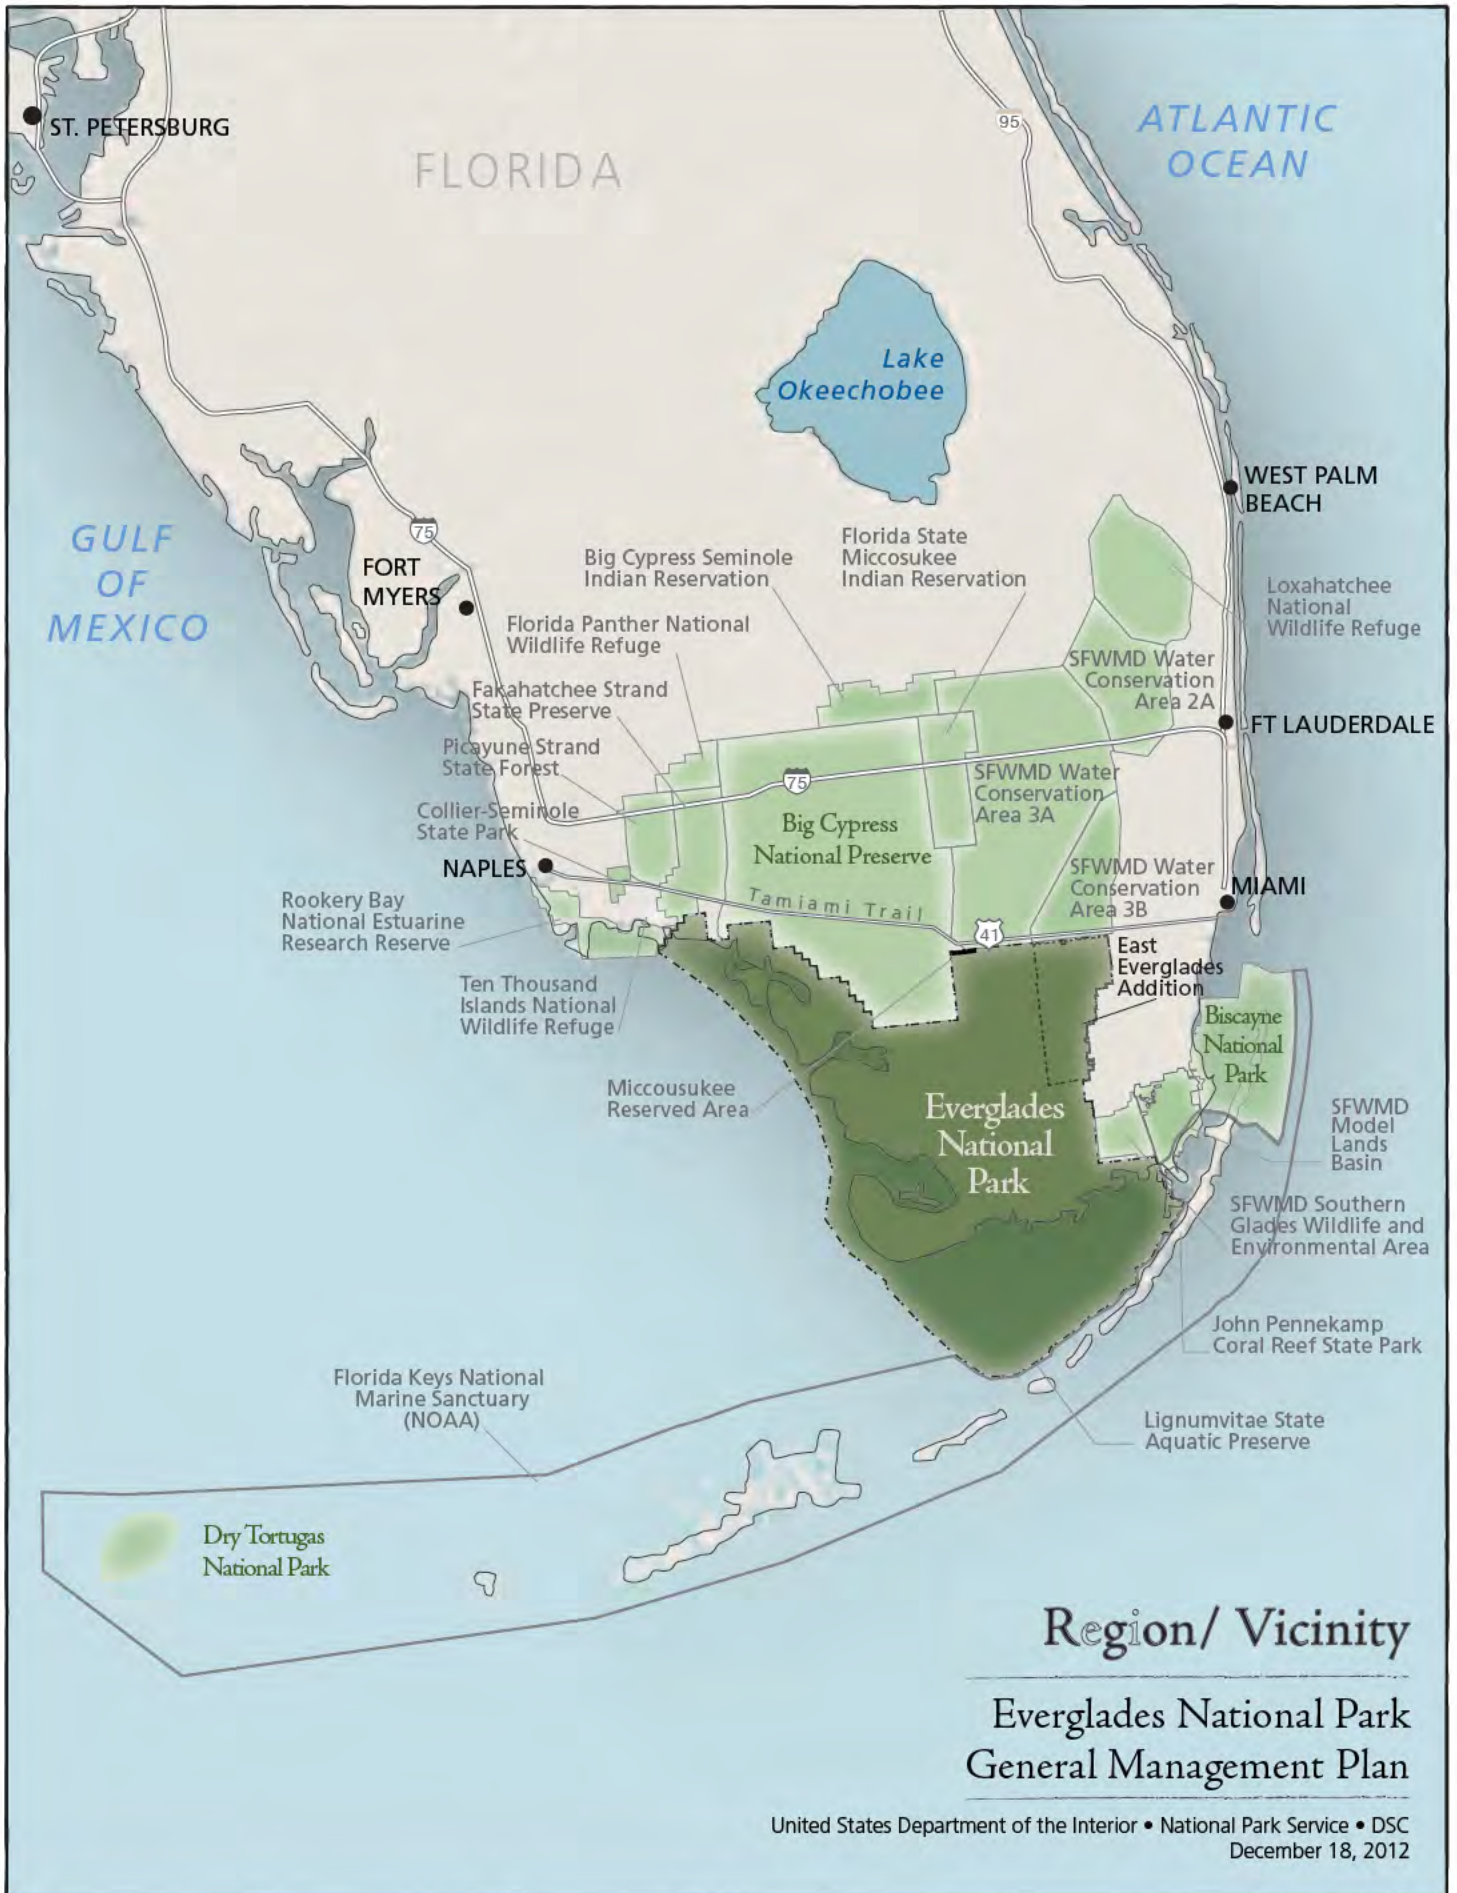 ST. PETERSBURG
FLORIDA
95
ATLANTIC
OCEAN
Lake
Okeechobee
WEST PALM
BEACH
GULF
OF
MEXICO
75
FORT
MYERS
Big Cypress Seminole
Indian Reservation
Florida State
Miccosukee
Indian Reservation
Loxahatchee
National
Wildlife Refuge
Florida Panther National
Wildlife Refuge
SFWMD Water
Conservation
Area 2A
Fakahatchee Strand
State Preserve
FT LAUDERDALE
Picayune Strand
State Forest
75
SFWMD Water
Conservation
Area 3A
Collier-Seminole
State Park
Big Cypress
National Preserve
NAPLES
SFWMD Water
Conservation
Area 3B
MIAMI
Tamiami Trail
41
Rookery Bay
National Estuarine
Research Reserve
East
Everglades
Addition
Ten Thousand
Islands National
Wildlife Refuge
Biscayne
National
Park
Miccousukee
Reserved Area
Everglades
National
Park
SFWMD
Model
Lands
Basin
SFWMD Southern
Glades Wildlife and
Environmental Area
John Pennekamp
Coral Reef State Park
Florida Keys National
Marine Sanctuary
(NOAA)
Lignumvitae State
Aquatic Preserve
Dry Tortugas
National Park
Region/ Vicinity
Everglades National Park
General Management Plan
United States Department of the Interior • National Park Service • DSC
December 18, 2012